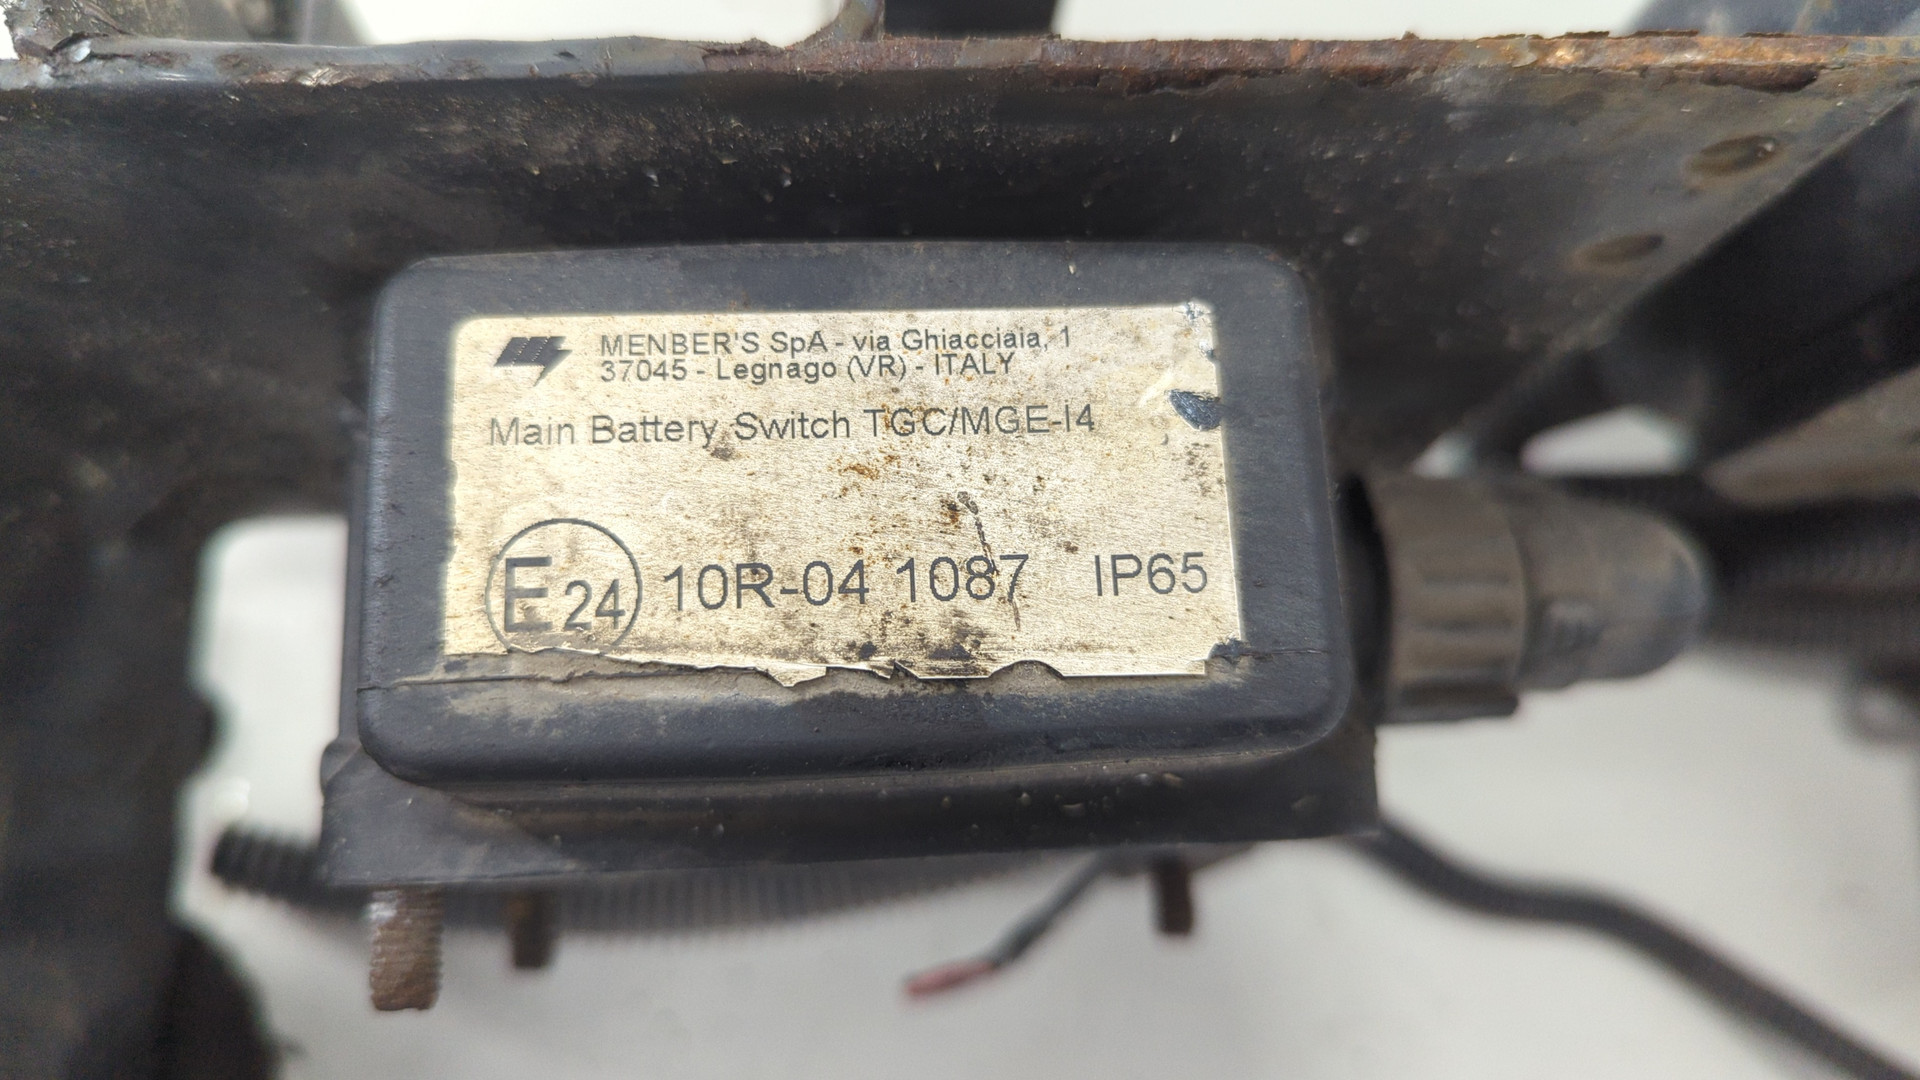 MENBER'S SpA - via Ghiacciaia, 1
37045 - Legnago (VR) - ITALY
Main Battery Switch TGC/MGE-I4
E24 10R-04 1087 IP65